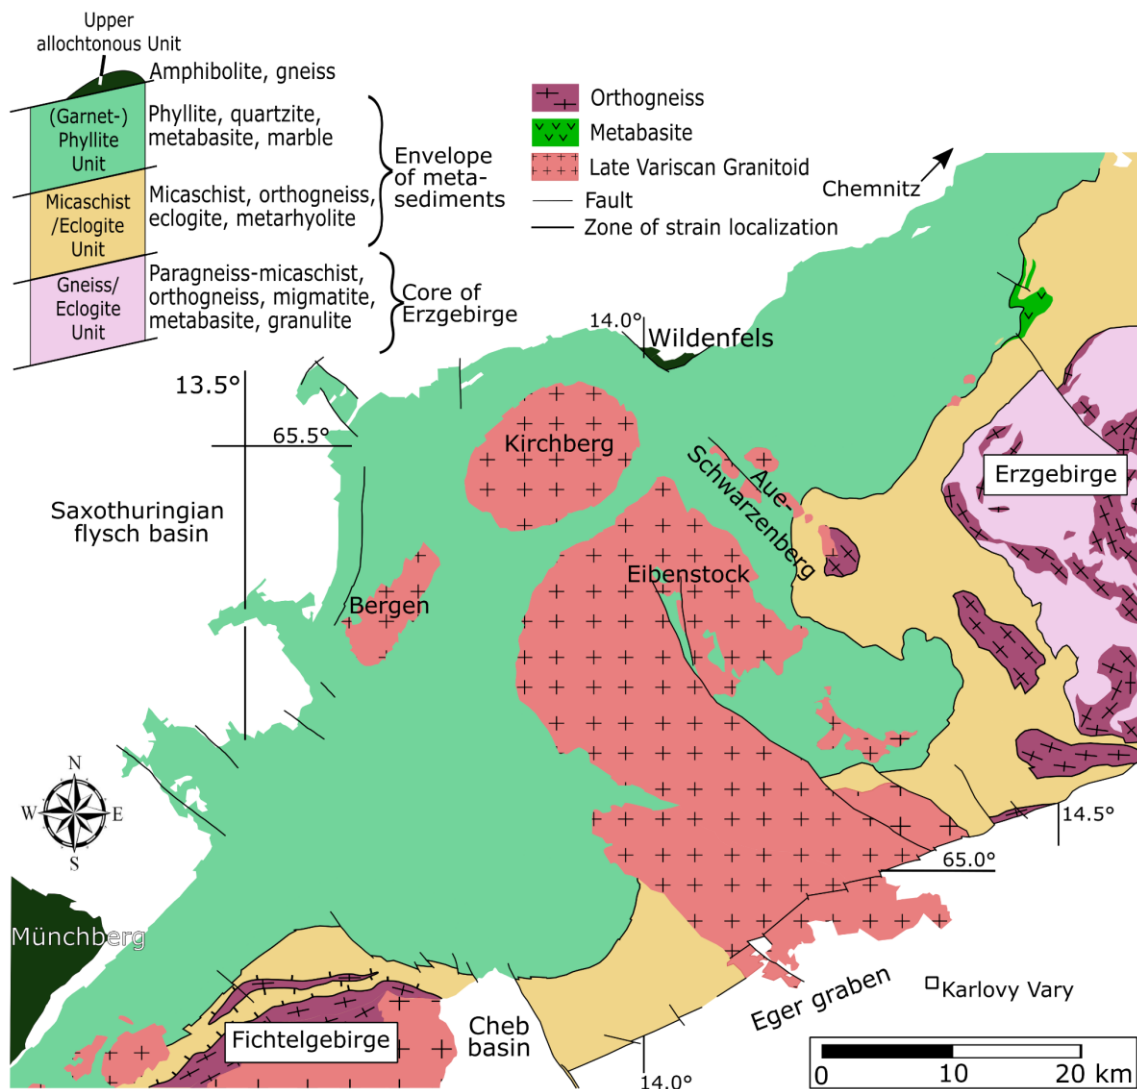 Upper
allochtonous Unit
Amphibolite, gneiss
(Garnet-)
Phyllite
Unit
Phyllite, quartzite,
metabasite, marble
Micaschist
/Eclogite
Unit
Micaschist, orthogneiss,
eclogite, metarhyolite
Envelope
of meta-
sediments
Gneiss/
Eclogite
Unit
Paragneiss-micaschist,
orthogneiss, migmatite,
metabasite, granulite
Core of
Erzgebirge
Orthogneiss
Metabasite
Late Variscan Granitoid
Fault
Zone of strain localization
Chemnitz
14.0°
Wildenfels
13.5°
65.5°
Kirchberg
Erzgebirge
Aue-
Schwarzenberg
Saxothuringian
flysch basin
Eibenstock
Bergen
N
W
E
S
14.5°
65.0°
Münchberg
Eger graben
Karlovy Vary
Cheb
basin
Fichtelgebirge
14.0°
0
10
20
km